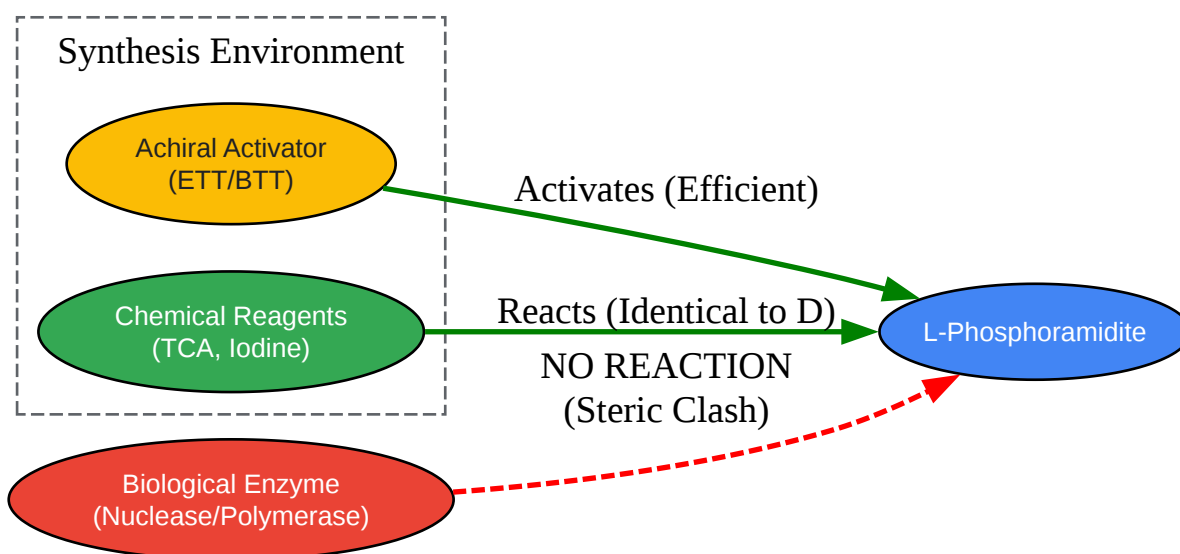 Synthesis Environment
Achiral Activator
(ETT/BTT)
Activates (Efficient)
Chemical Reagents
(TCA, Iodine)
Reacts (Identical to D)
L-Phosphoramidite
NO REACTION
(Steric Clash)
Biological Enzyme
(Nuclease/Polymerase)